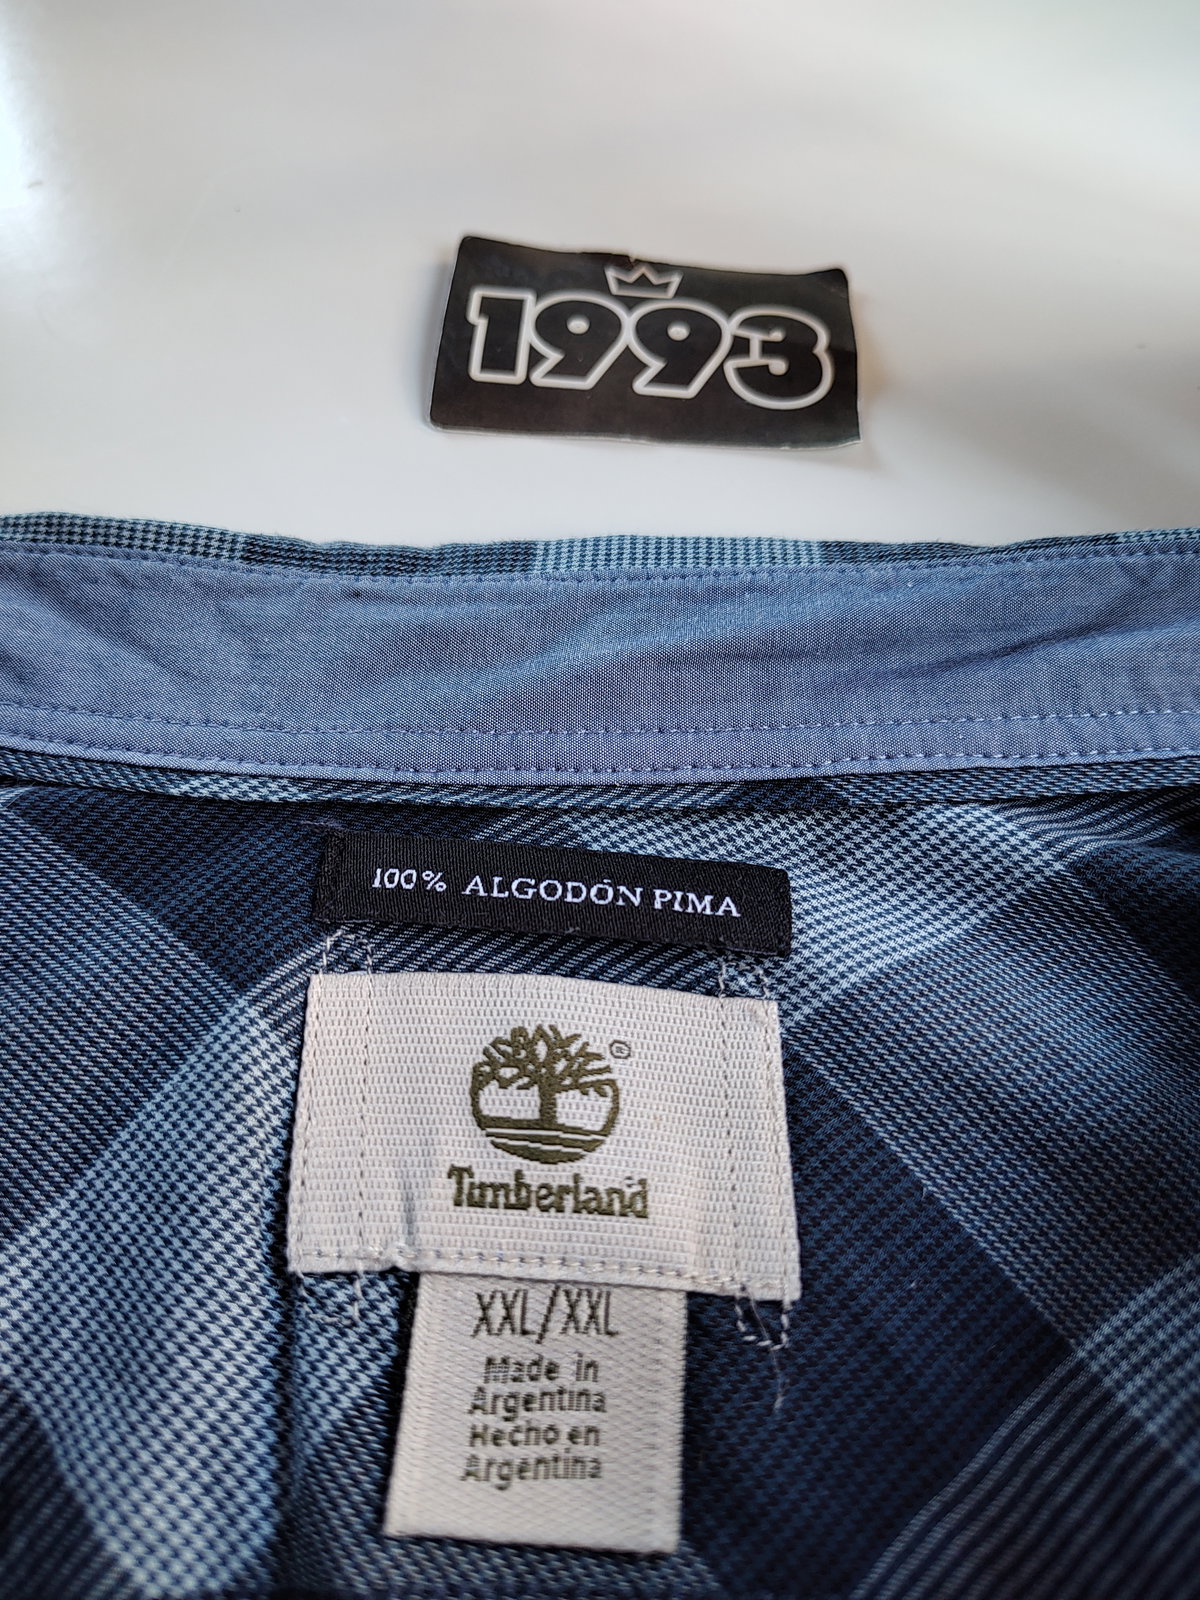 1993
100% ALGODÓN PIMA
®
Timberland
XXL/XXL
Made in
Argentina
Hecho en
Argentina